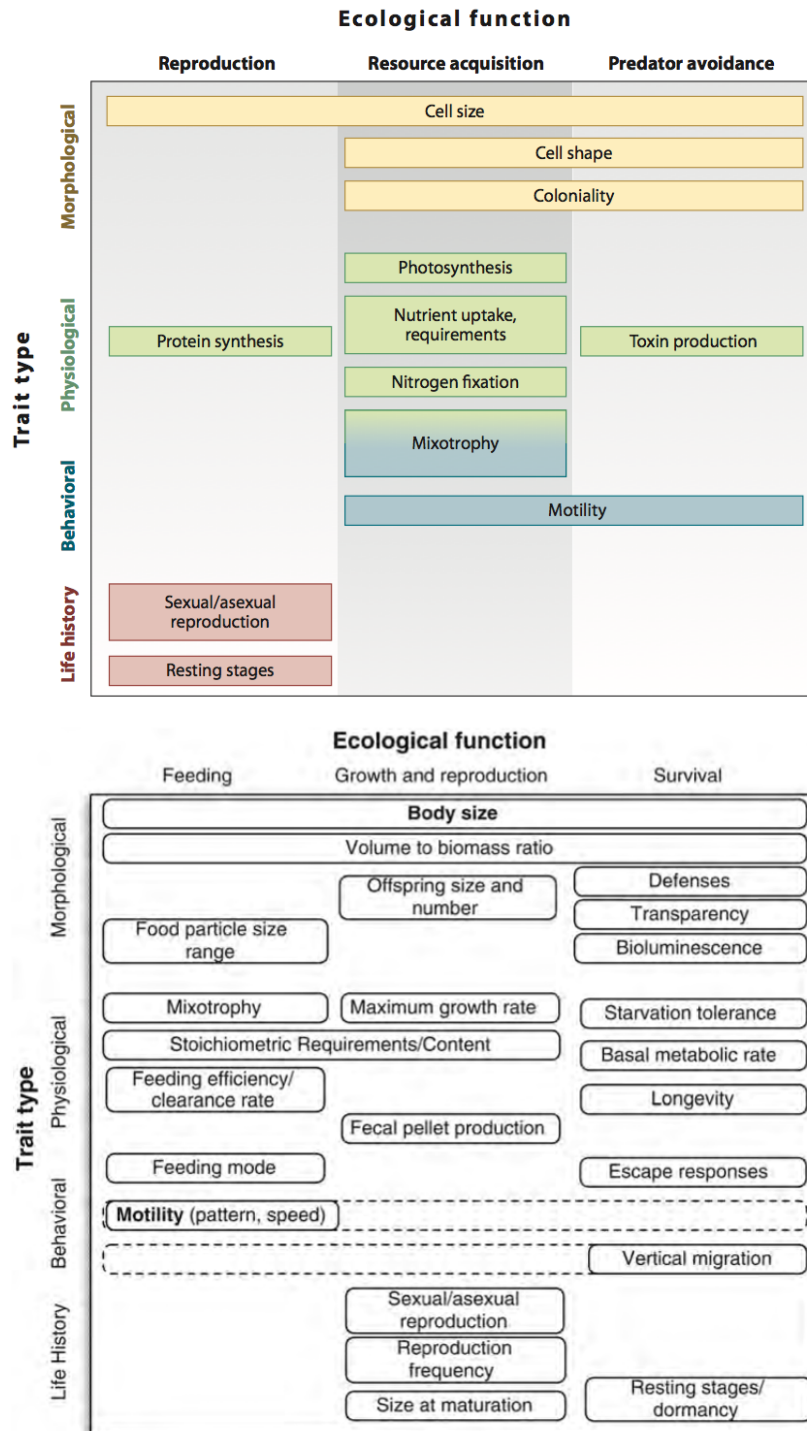 Ecological function
Reproduction
Resource acquisition
Predator avoidance
Trait type
Morphological
Cell size
Cell shape
Coloniality
Physiological
Photosynthesis
Nutrient uptake,
requirements
Protein synthesis
Toxin production
Nitrogen fixation
Mixotrophy
Behavioral
Motility
Life history
Sexual/asexual
reproduction
Resting stages
Ecological function
Feeding
Growth and reproduction
Survival
Trait type
Morphological
Body size
Volume to biomass ratio
Offspring size and
number
Defenses
Transparency
Food particle size
range
Bioluminescence
Physiological
Mixotrophy
Maximum growth rate
Starvation tolerance
Stoichiometric Requirements/Content
Basal metabolic rate
Feeding efficiency/
clearance rate
Longevity
Fecal pellet production
Behavioral
Feeding mode
Escape responses
Motility (pattern, speed)
Vertical migration
Life History
Sexual/asexual
reproduction
Reproduction
frequency
Size at maturation
Resting stages/
dormancy